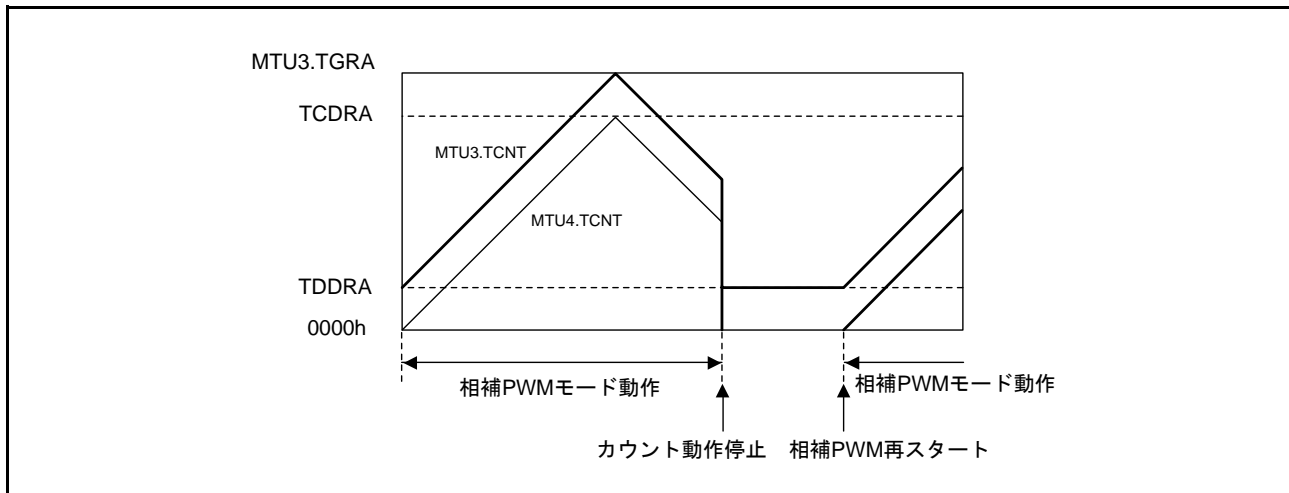 MTU3.TGRA
TCDRA
MTU3.TCNT
MTU4.TCNT
TDDRA
0000h
相補PWMモード動作
相補PWMモード動作
カウント動作停止
相補PWM再スタート